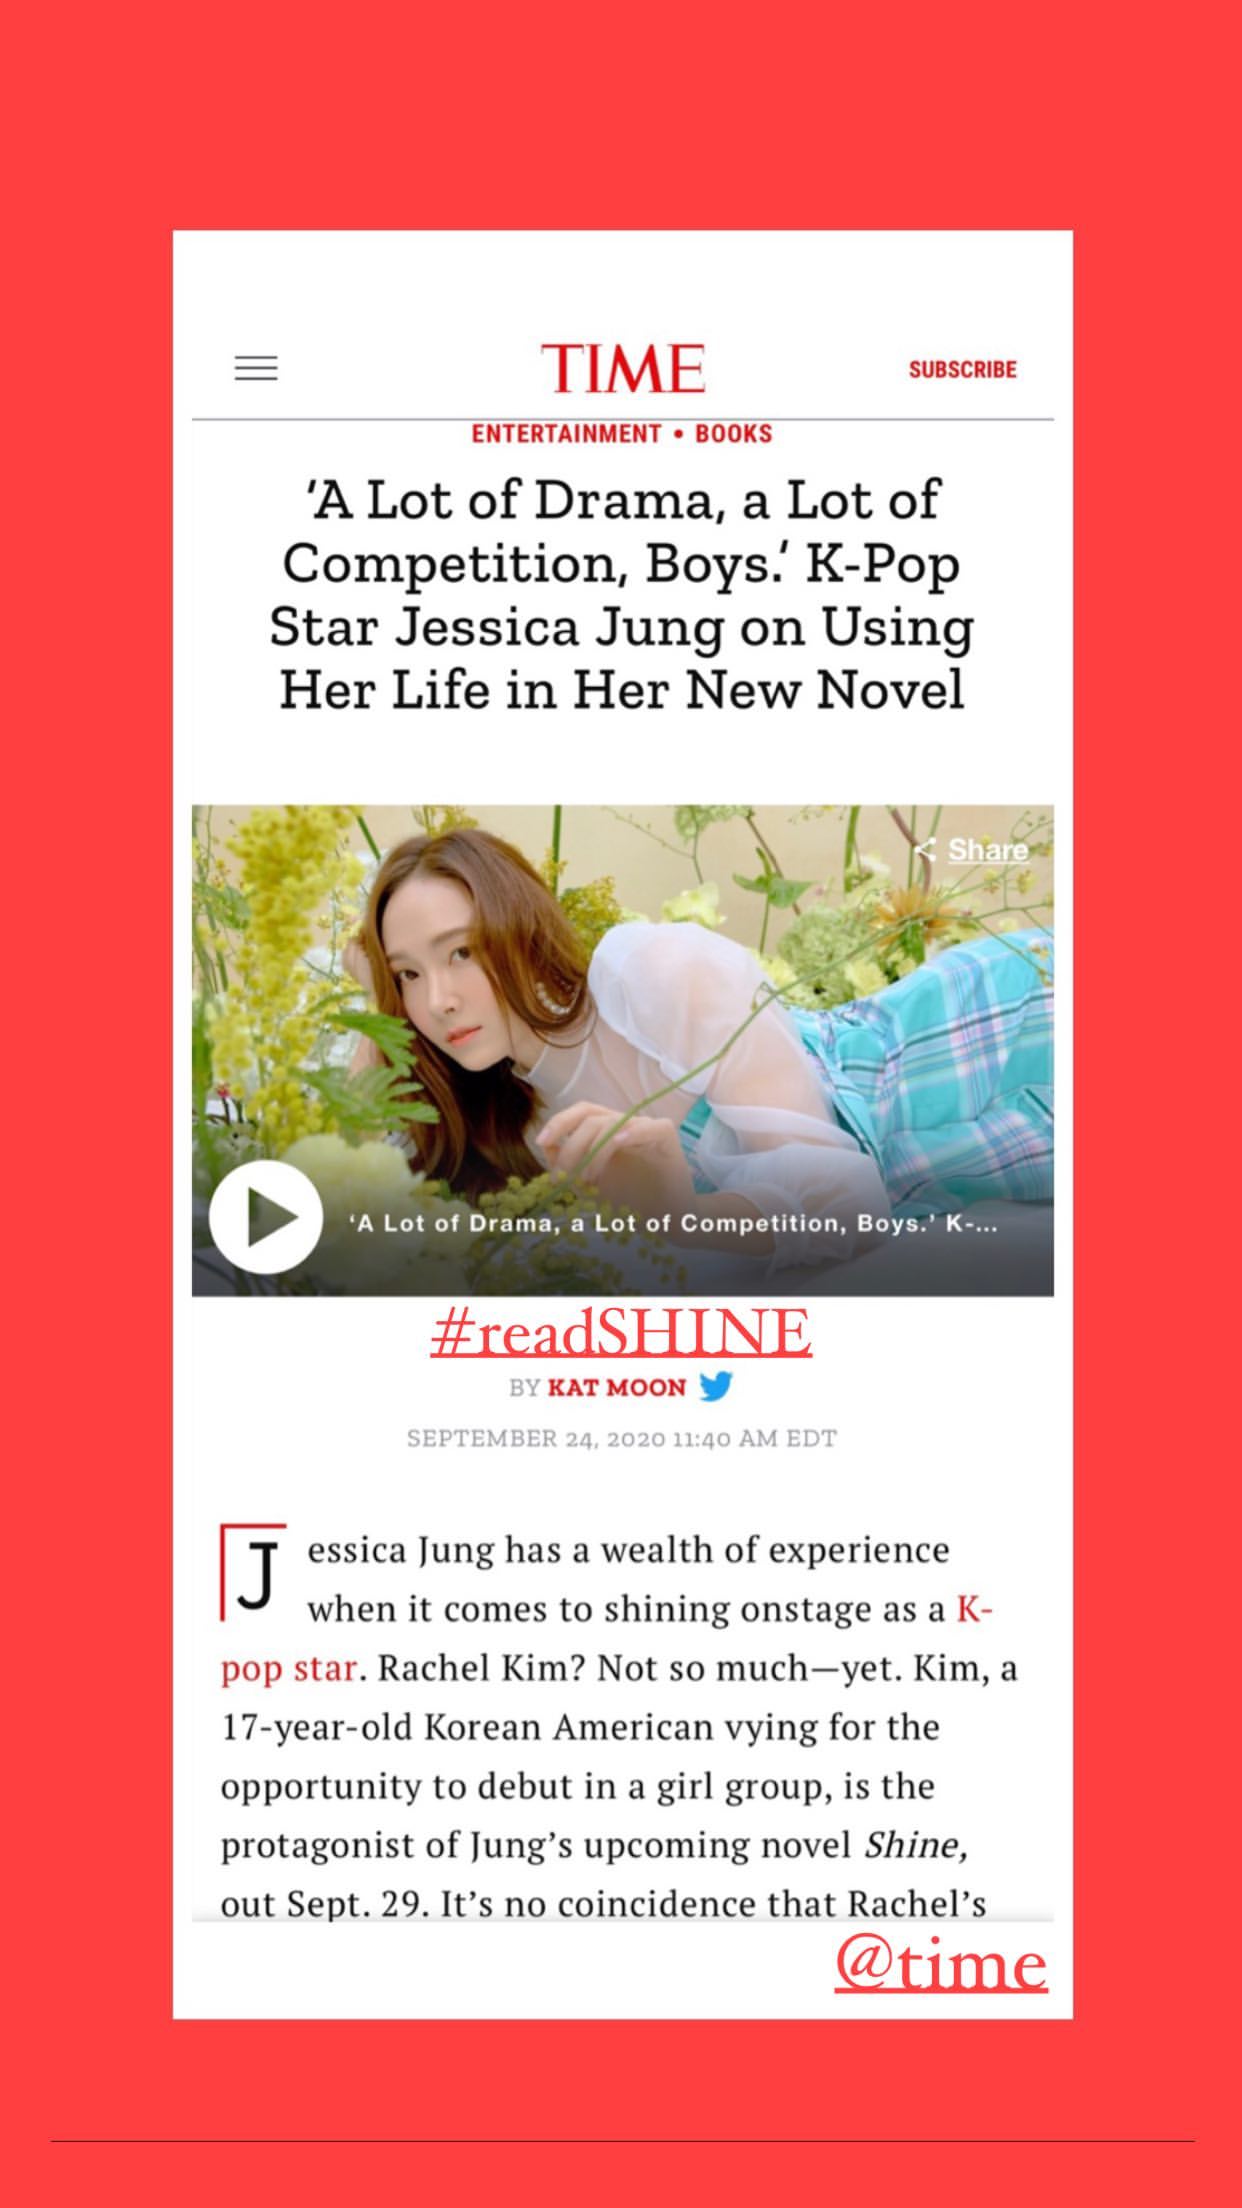 TIME
SUBSCRIBE
ENTERTAINMENT • BOOKS
‘A Lot of Drama, a Lot of
Competition, Boys.’ K-Pop
Star Jessica Jung on Using
Her Life in Her New Novel
Share
‘A Lot of Drama, a Lot of Competition, Boys.’ K-...
#readSHINE
BY KAT MOON
SEPTEMBER 24, 2020 11:40 AM EDT
Jessica Jung has a wealth of experience
when it comes to shining onstage as a K-
pop star. Rachel Kim? Not so much—yet. Kim, a
17-year-old Korean American vying for the
opportunity to debut in a girl group, is the
protagonist of Jung’s upcoming novel Shine,
out Sept. 29. It’s no coincidence that Rachel’s
@time